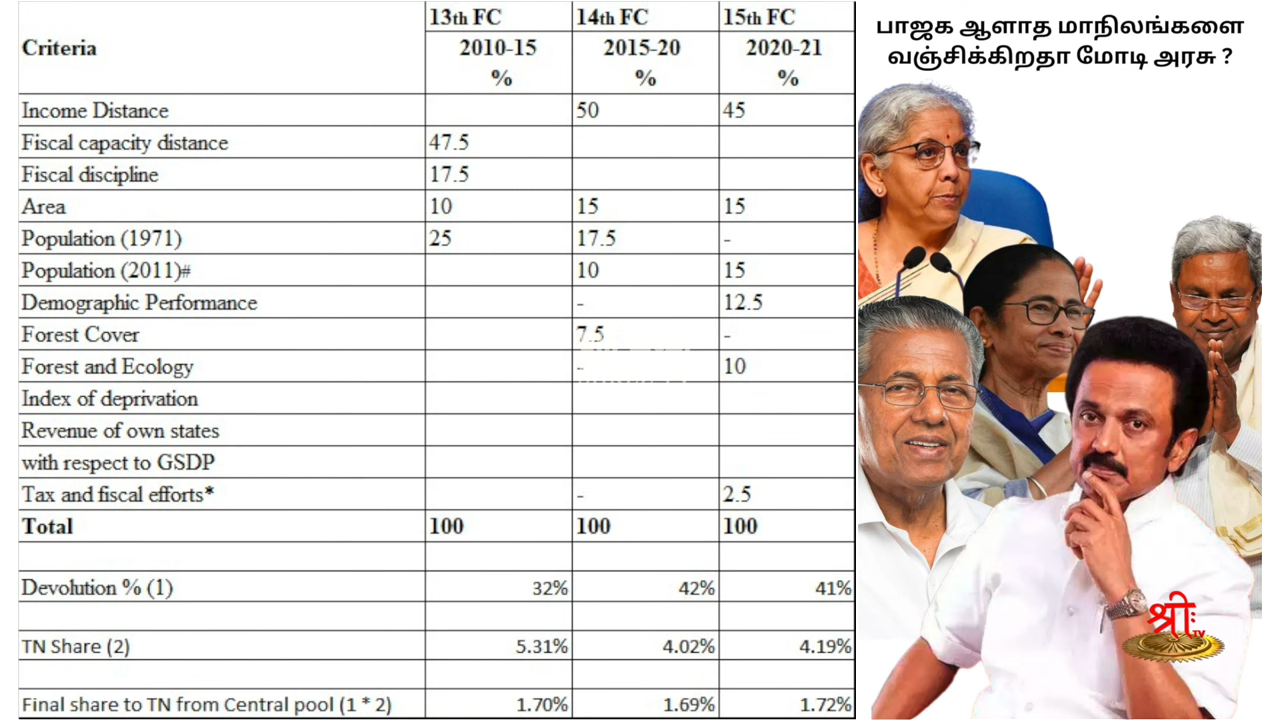 Criteria 13th FC 14th FC 15th FC
2010-15 2015-20 2020-21
% % %
Income Distance 50 45
Fiscal capacity distance 47.5
Fiscal discipline 17.5
Area 10 15 15
Population (1971) 25 17.5 -
Population (2011)# 10 15
Demographic Performance - 12.5
Forest Cover 7.5 -
Forest and Ecology - 10
Index of deprivation
Revenue of own states
with respect to GSDP
Tax and fiscal efforts* - 2.5
Total 100 100 100
Devolution % (1) 32% 42% 41%
TN Share (2) 5.31% 4.02% 4.19%
Final share to TN from Central pool (1 * 2) 1.70% 1.69% 1.72%
பாஜக ஆளாத மாநிலங்களை
வஞ்சிக்கிறதா மோடி அரசு ?
श्रीः
TV